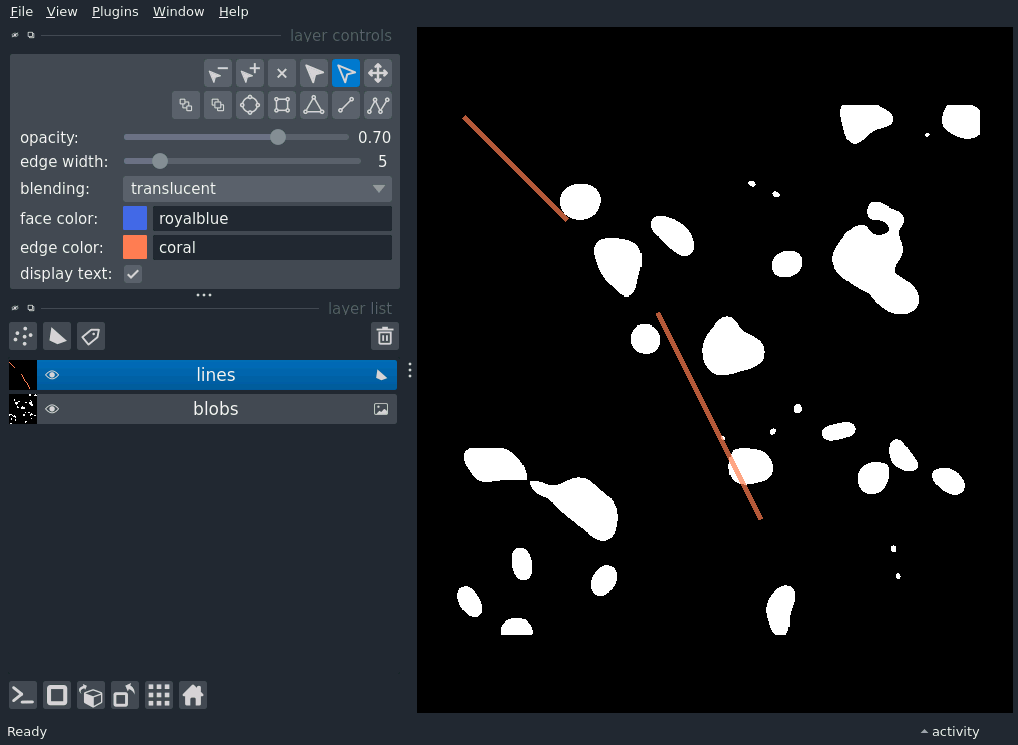 File View Plugins Window Help
layer controls
opacity: 0.70
edge width: 5
blending: translucent
face color: royalblue
edge color: coral
display text:
layer list
lines
blobs
Ready activity